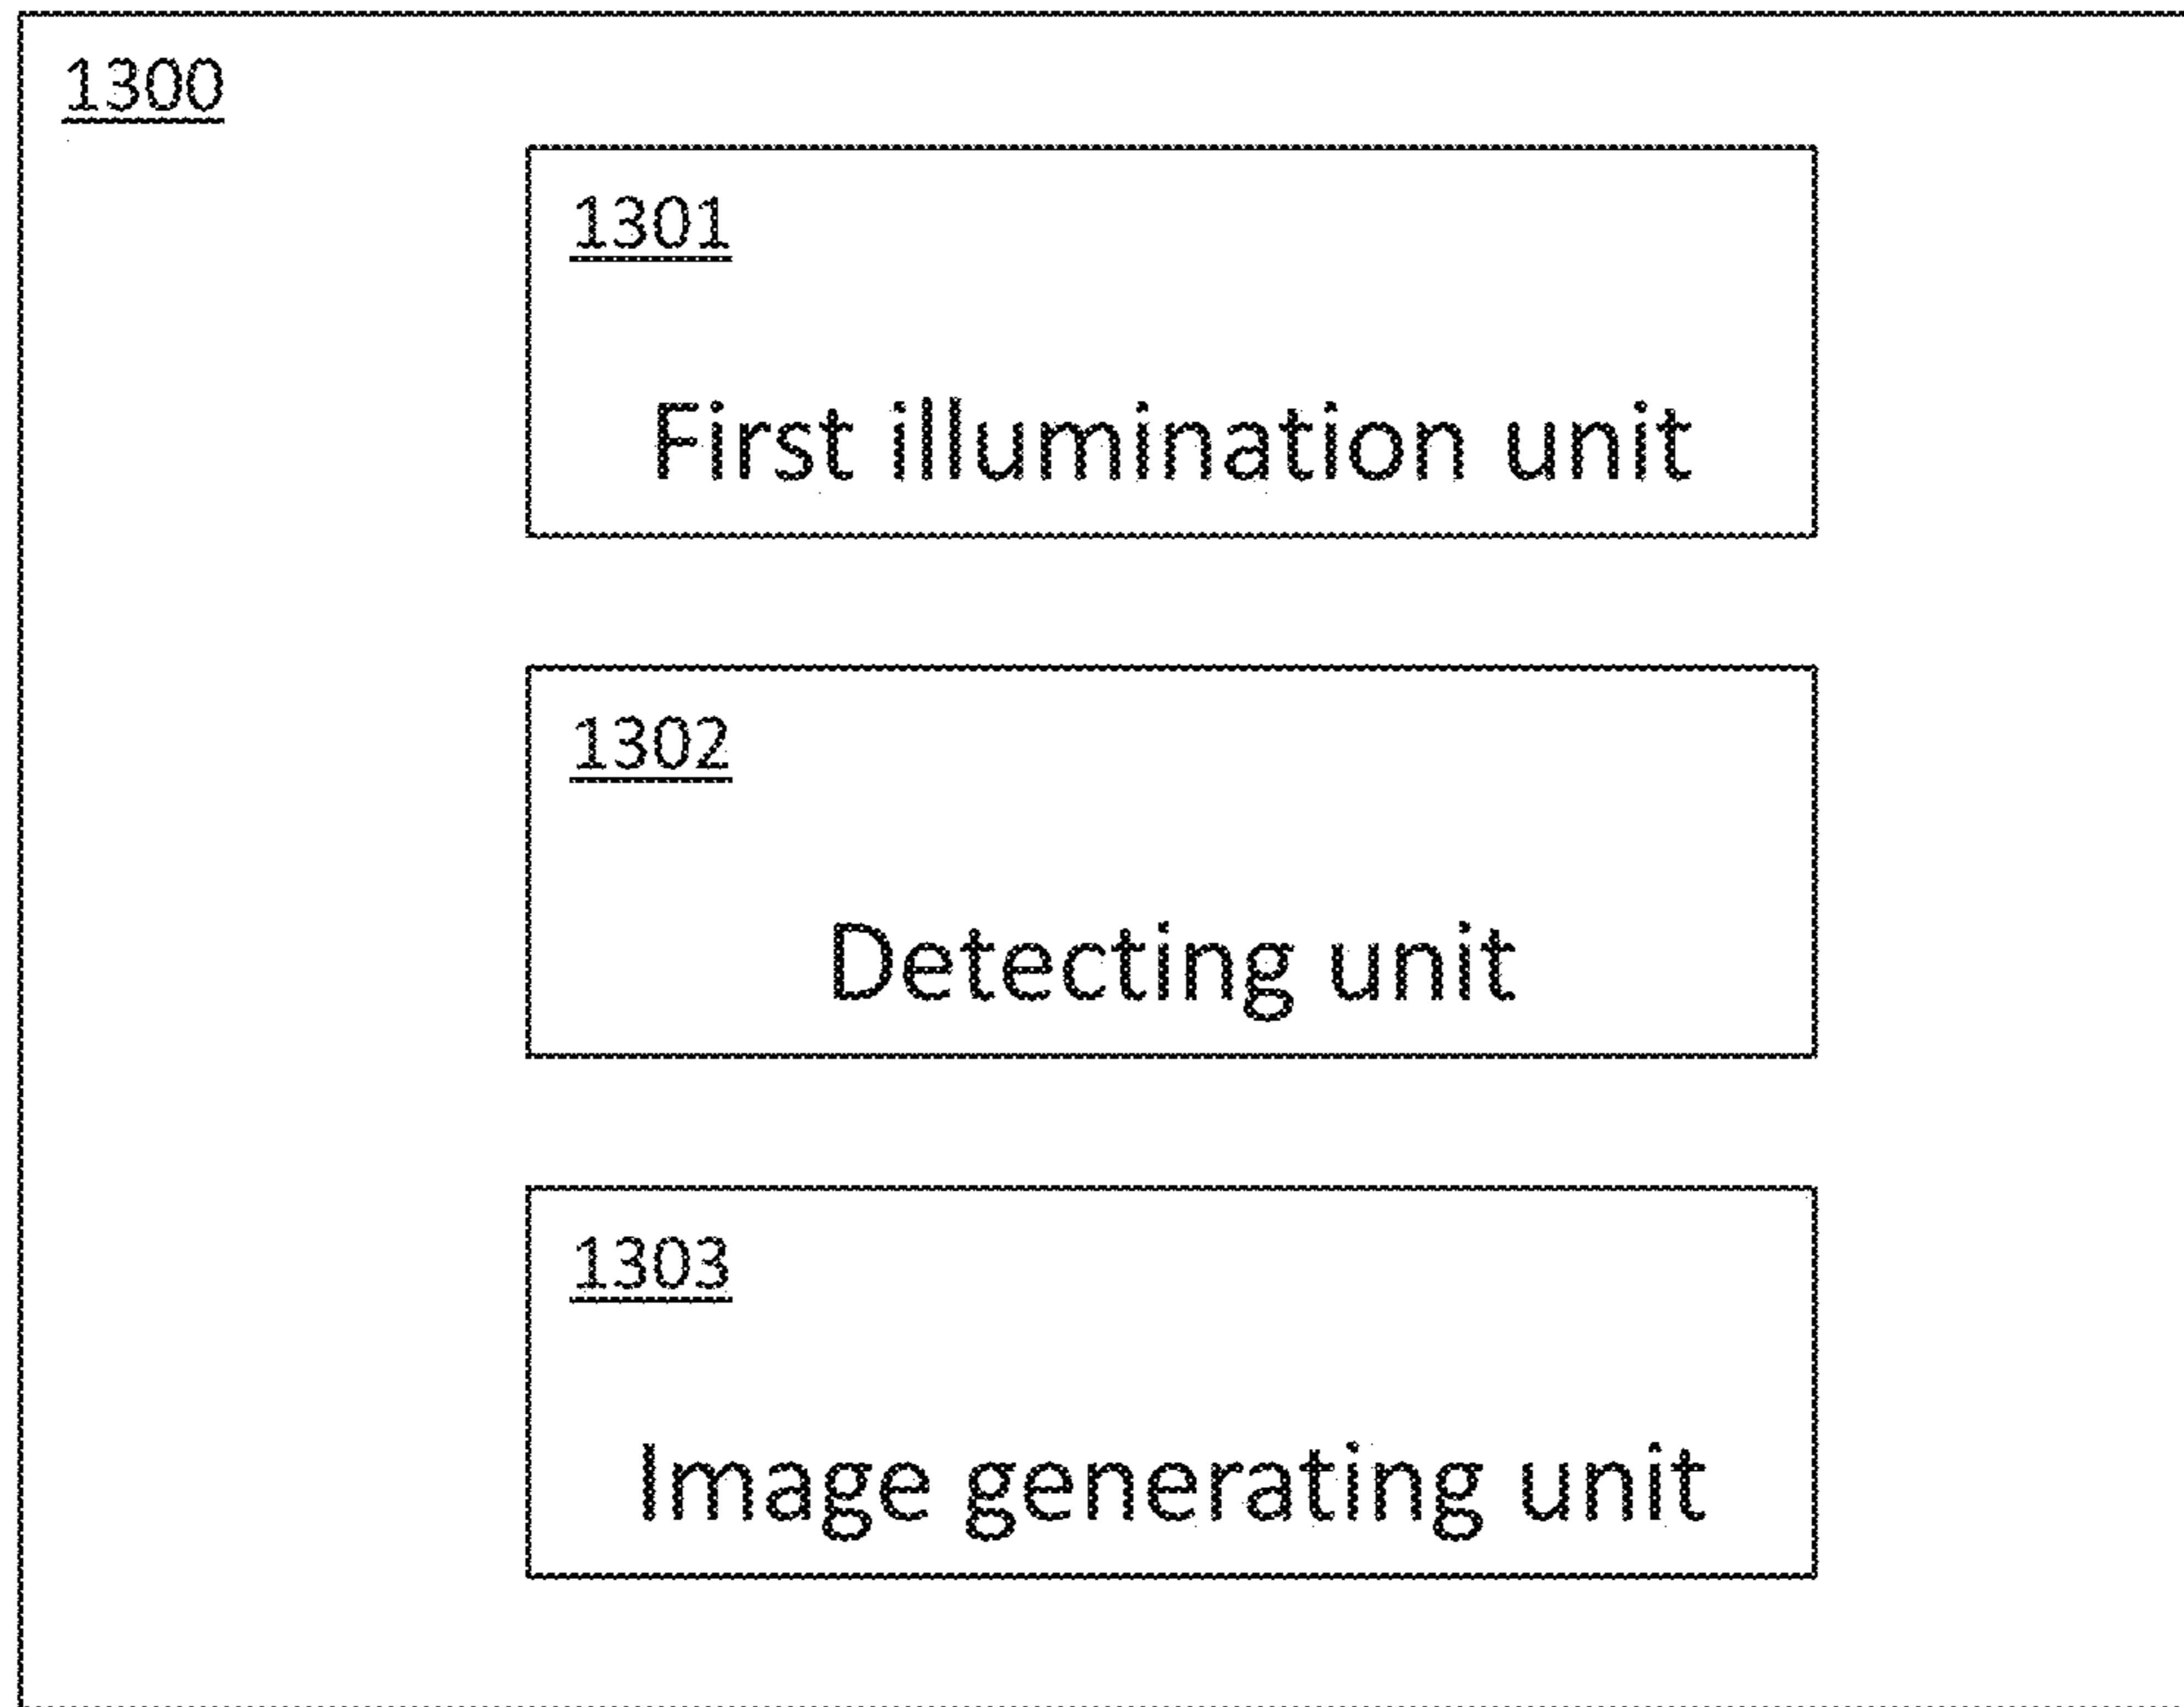 1300
1301
First illumination unit
1302
Detecting unit
1303
Image generating unit